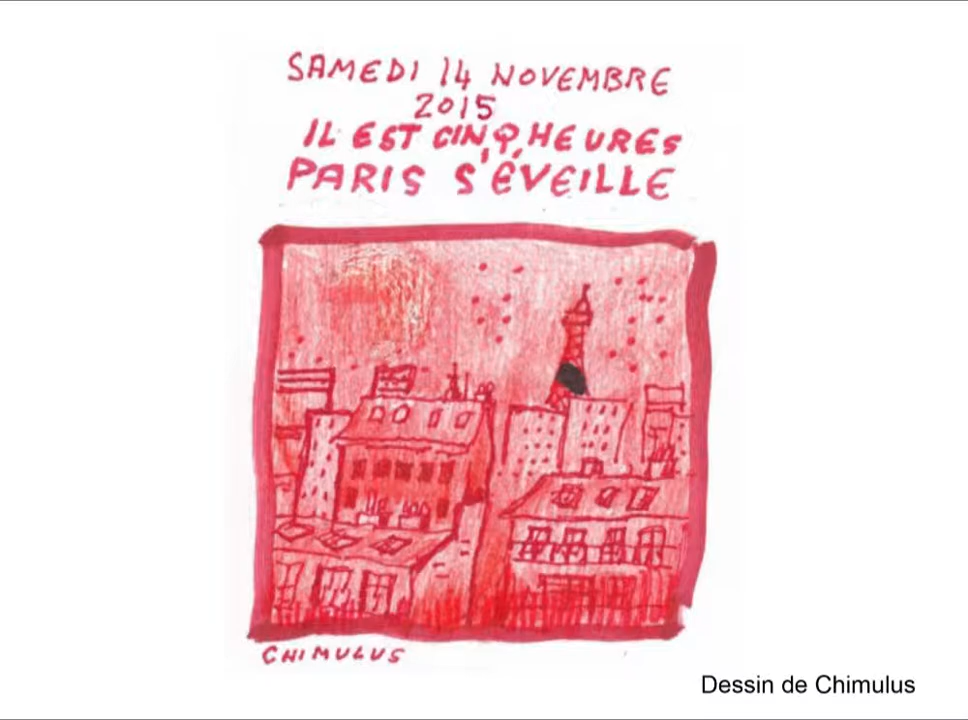 SAMEDI 14 NOVEMBRE
2015
IL EST CINQ HEURES
PARIS S'ÉVEILLE
CHIMULUS
Dessin de Chimulus